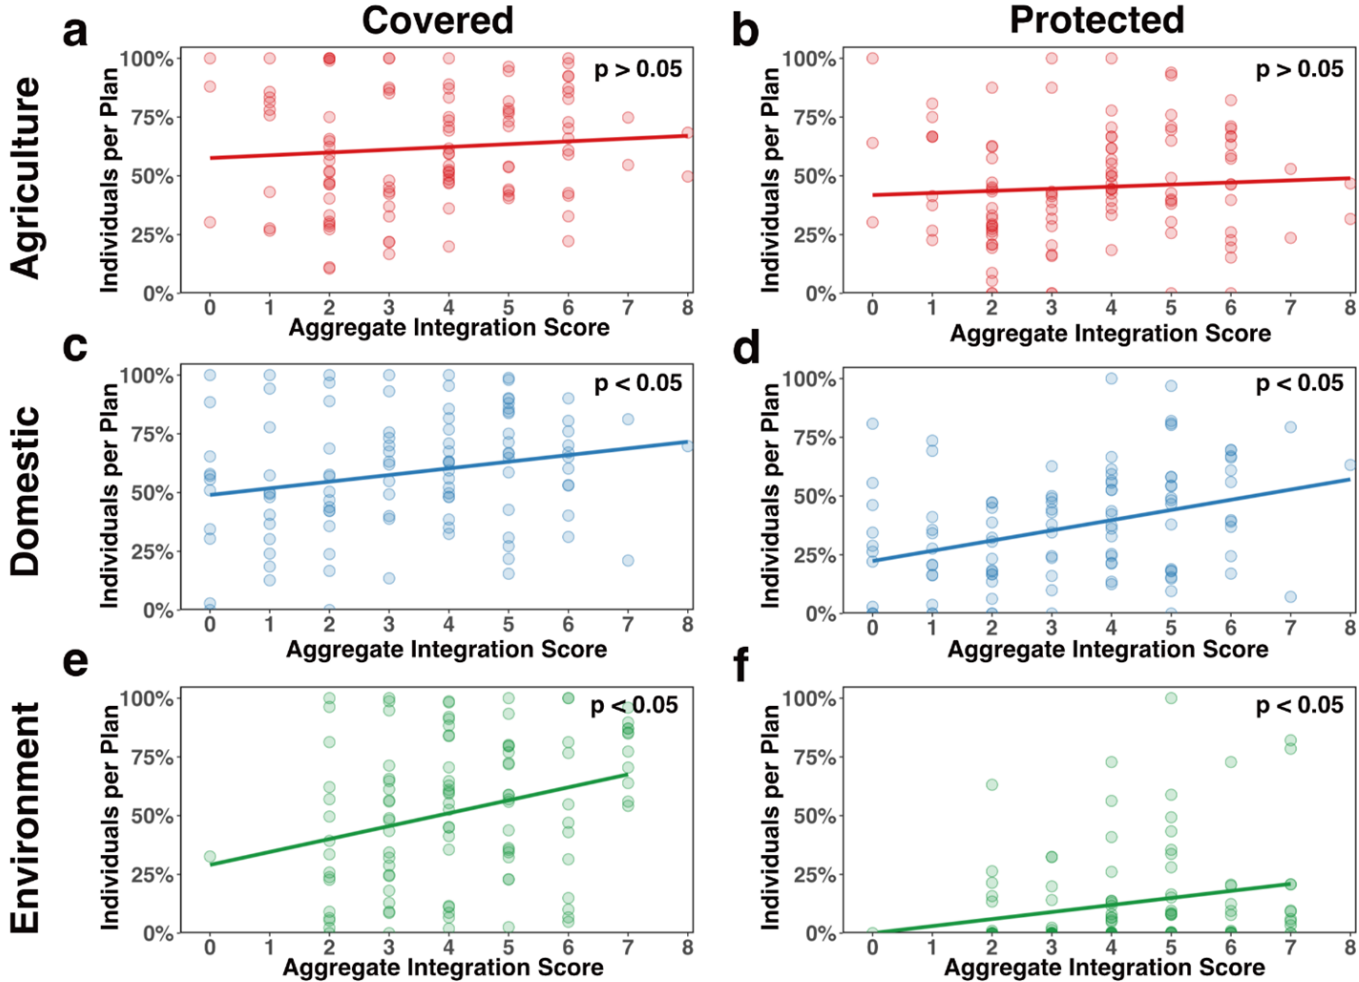 Covered
Protected
a
b
Agriculture
Individuals per Plan
100%
75%
50%
25%
0%
p > 0.05
0 1 2 3 4 5 6 7 8
Aggregate Integration Score
Individuals per Plan
100%
75%
50%
25%
0%
p > 0.05
0 1 2 3 4 5 6 7 8
Aggregate Integration Score
c
d
Domestic
Individuals per Plan
100%
75%
50%
25%
0%
p < 0.05
0 1 2 3 4 5 6 7 8
Aggregate Integration Score
Individuals per Plan
100%
75%
50%
25%
0%
p < 0.05
0 1 2 3 4 5 6 7 8
Aggregate Integration Score
e
f
Environment
Individuals per Plan
100%
75%
50%
25%
0%
p < 0.05
0 1 2 3 4 5 6 7 8
Aggregate Integration Score
Individuals per Plan
100%
75%
50%
25%
0%
p < 0.05
0 1 2 3 4 5 6 7 8
Aggregate Integration Score